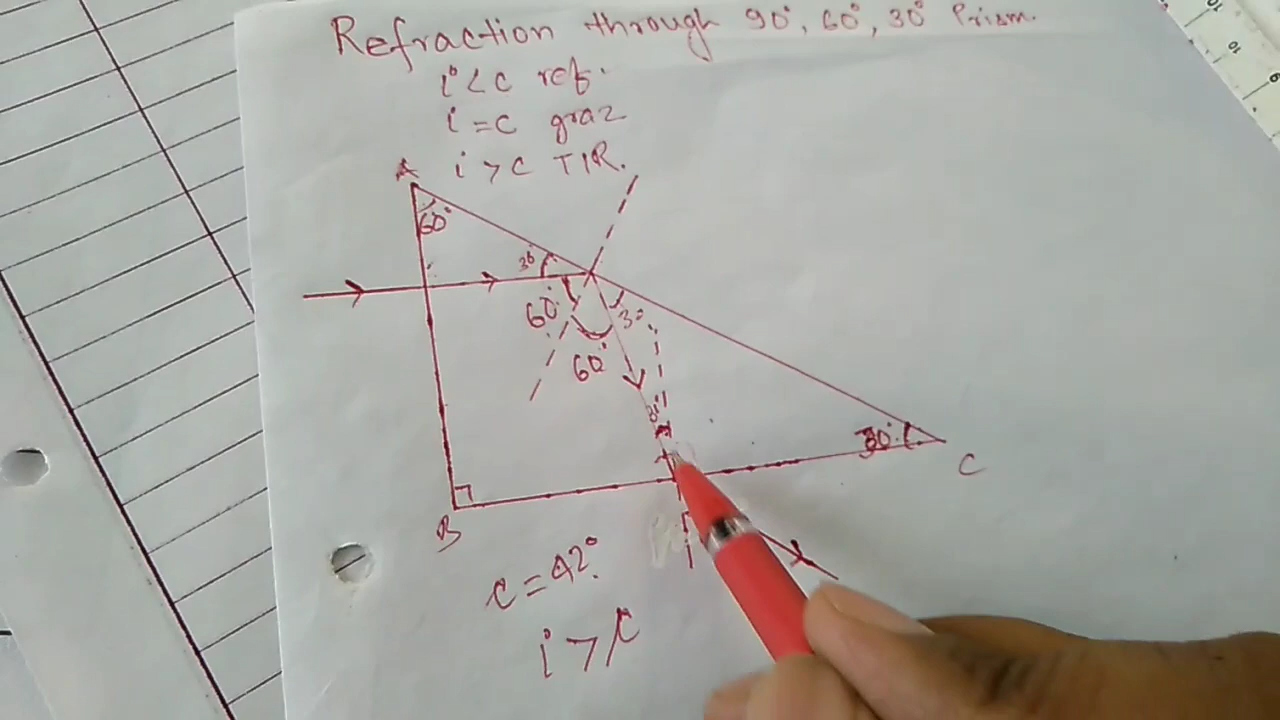 Refraction through 90°, 60°, 30° Prism.
i < c ref.
i = c graz
i > c TIR.
A
60°
30
60°
30
60°
30°
C
B
c = 42°
i > c